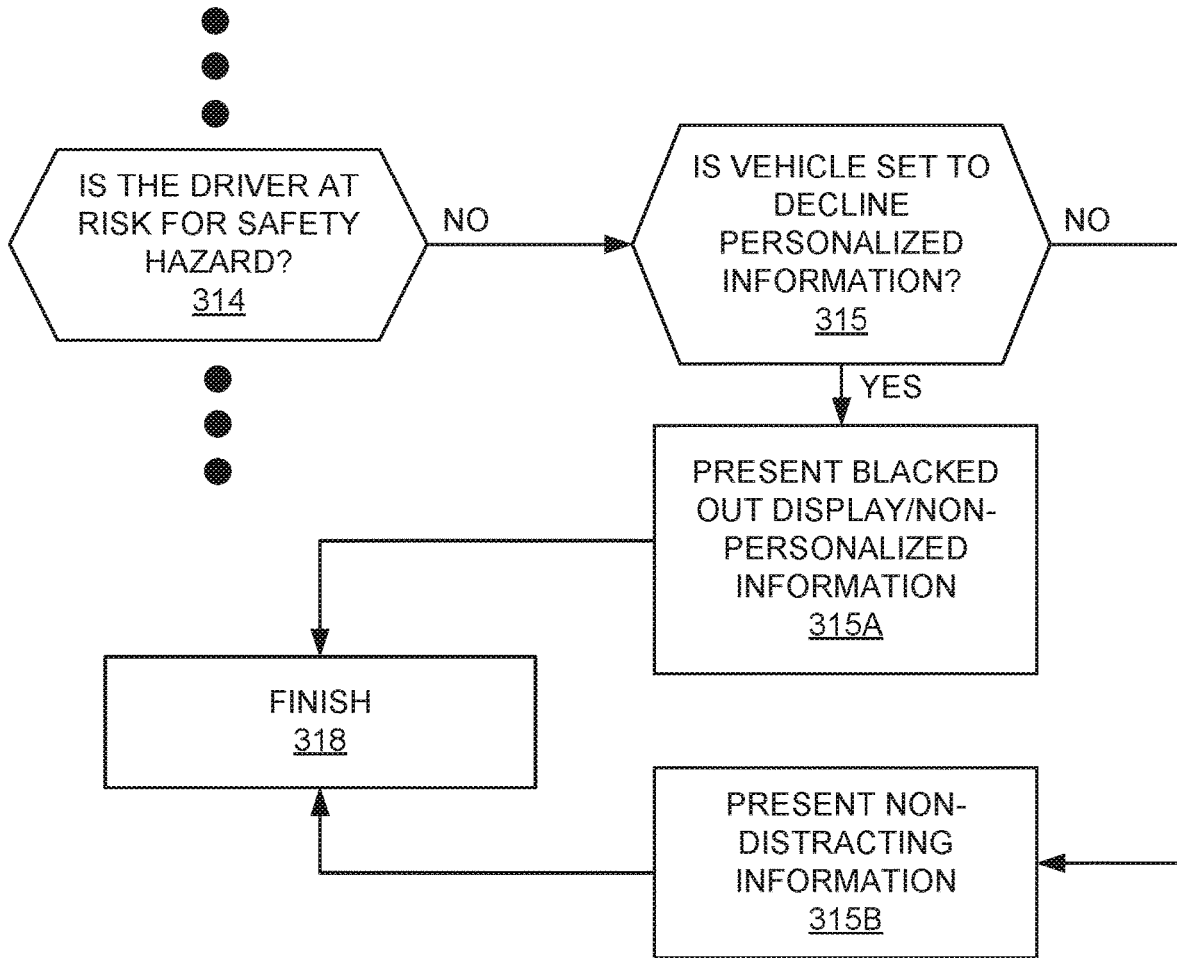 IS THE DRIVER AT
RISK FOR SAFETY
HAZARD?
314
NO
IS VEHICLE SET TO
DECLINE
PERSONALIZED
INFORMATION?
315
NO
YES
PRESENT BLACKED
OUT DISPLAY/NON-
PERSONALIZED
INFORMATION
315A
FINISH
318
PRESENT NON-
DISTRACTING
INFORMATION
315B